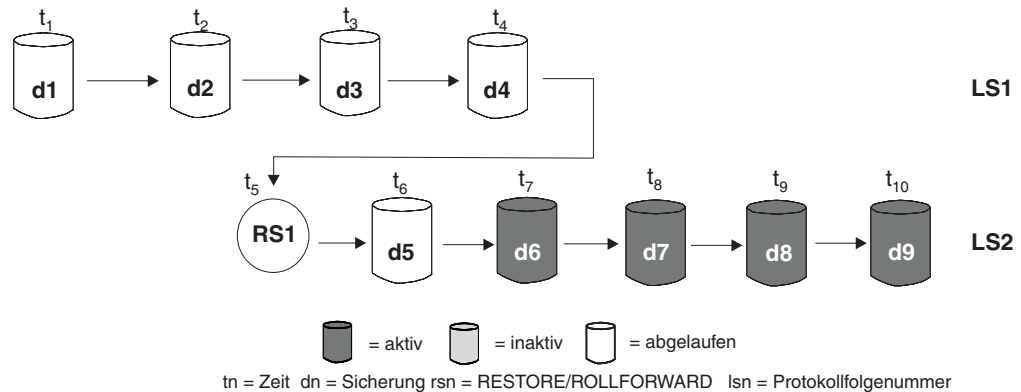 t1 t2 t3 t4
d1 d2 d3 d4 LS1
t5 t6 t7 t8 t9 t10
RS1 d5 d6 d7 d8 d9 LS2
= aktiv = inaktiv = abgelaufen
tn = Zeit dn = Sicherung rsn = RESTORE/ROLLFORWARD lsn = Protokollfolgenummer